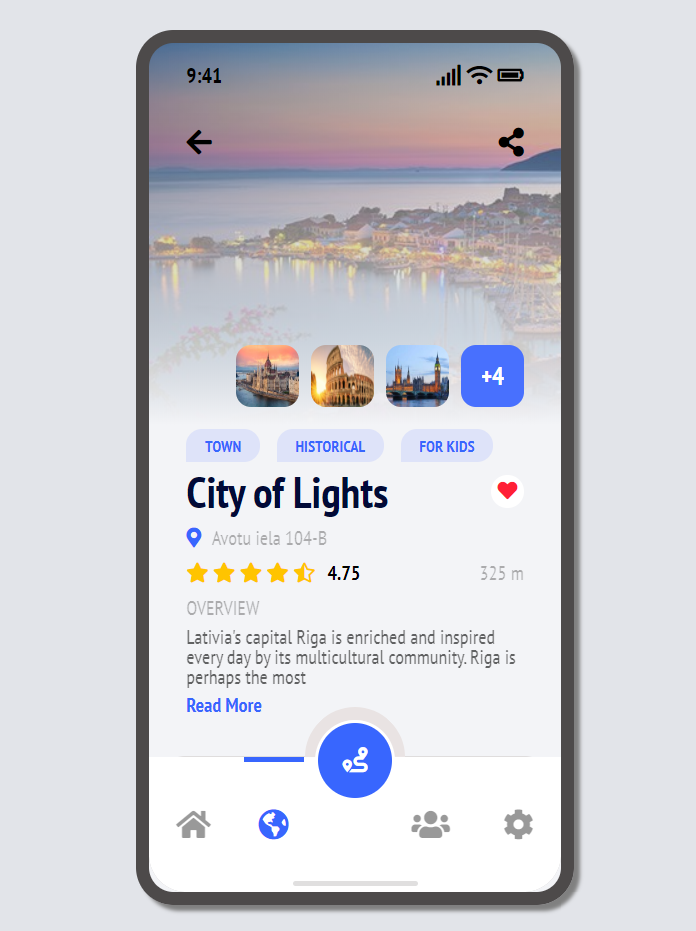 9:41
+4
TOWN HISTORICAL FOR KIDS
City of Lights
Avotu iela 104-B
4.75 325 m
OVERVIEW
Lativia's capital Riga is enriched and inspired
every day by its multicultural community. Riga is
perhaps the most
Read More